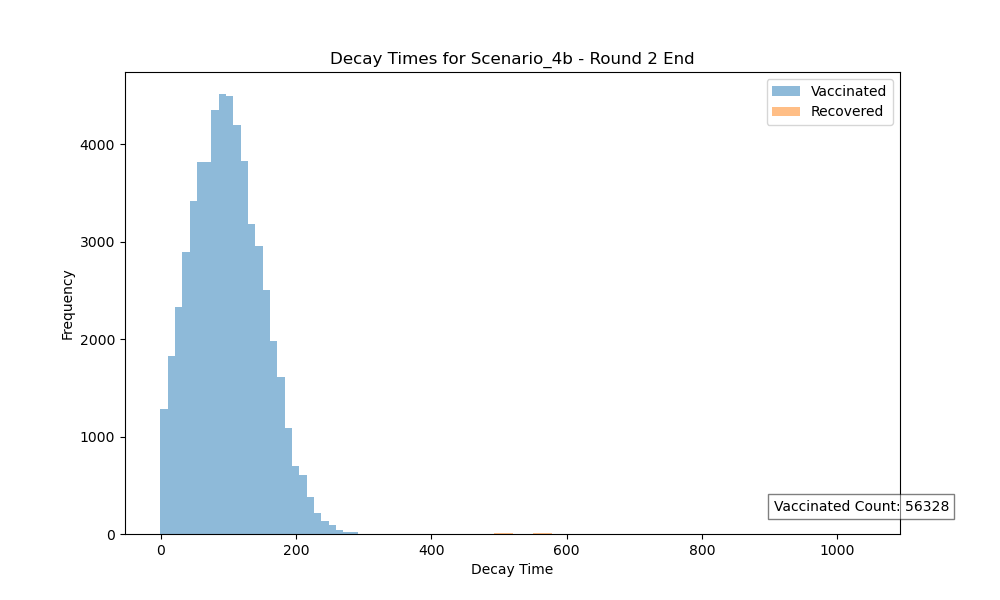 Decay Times for Scenario_4b - Round 2 End
Vaccinated
Recovered
4000
3000
2000
1000
0
Frequency
Vaccinated Count: 56328
0
200
400
600
800
1000
Decay Time